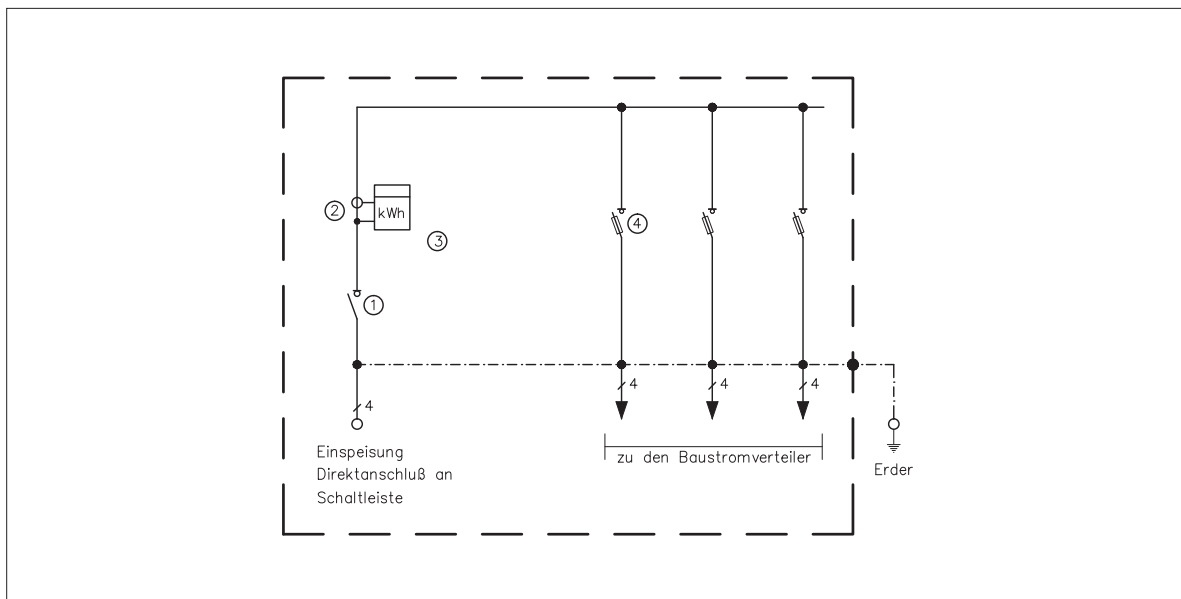 ②
kWh
③
④
①
4
4
4
4
Einspeisung
Direktanschluß an
Schaltleiste
zu den Baustromverteiler
Erder